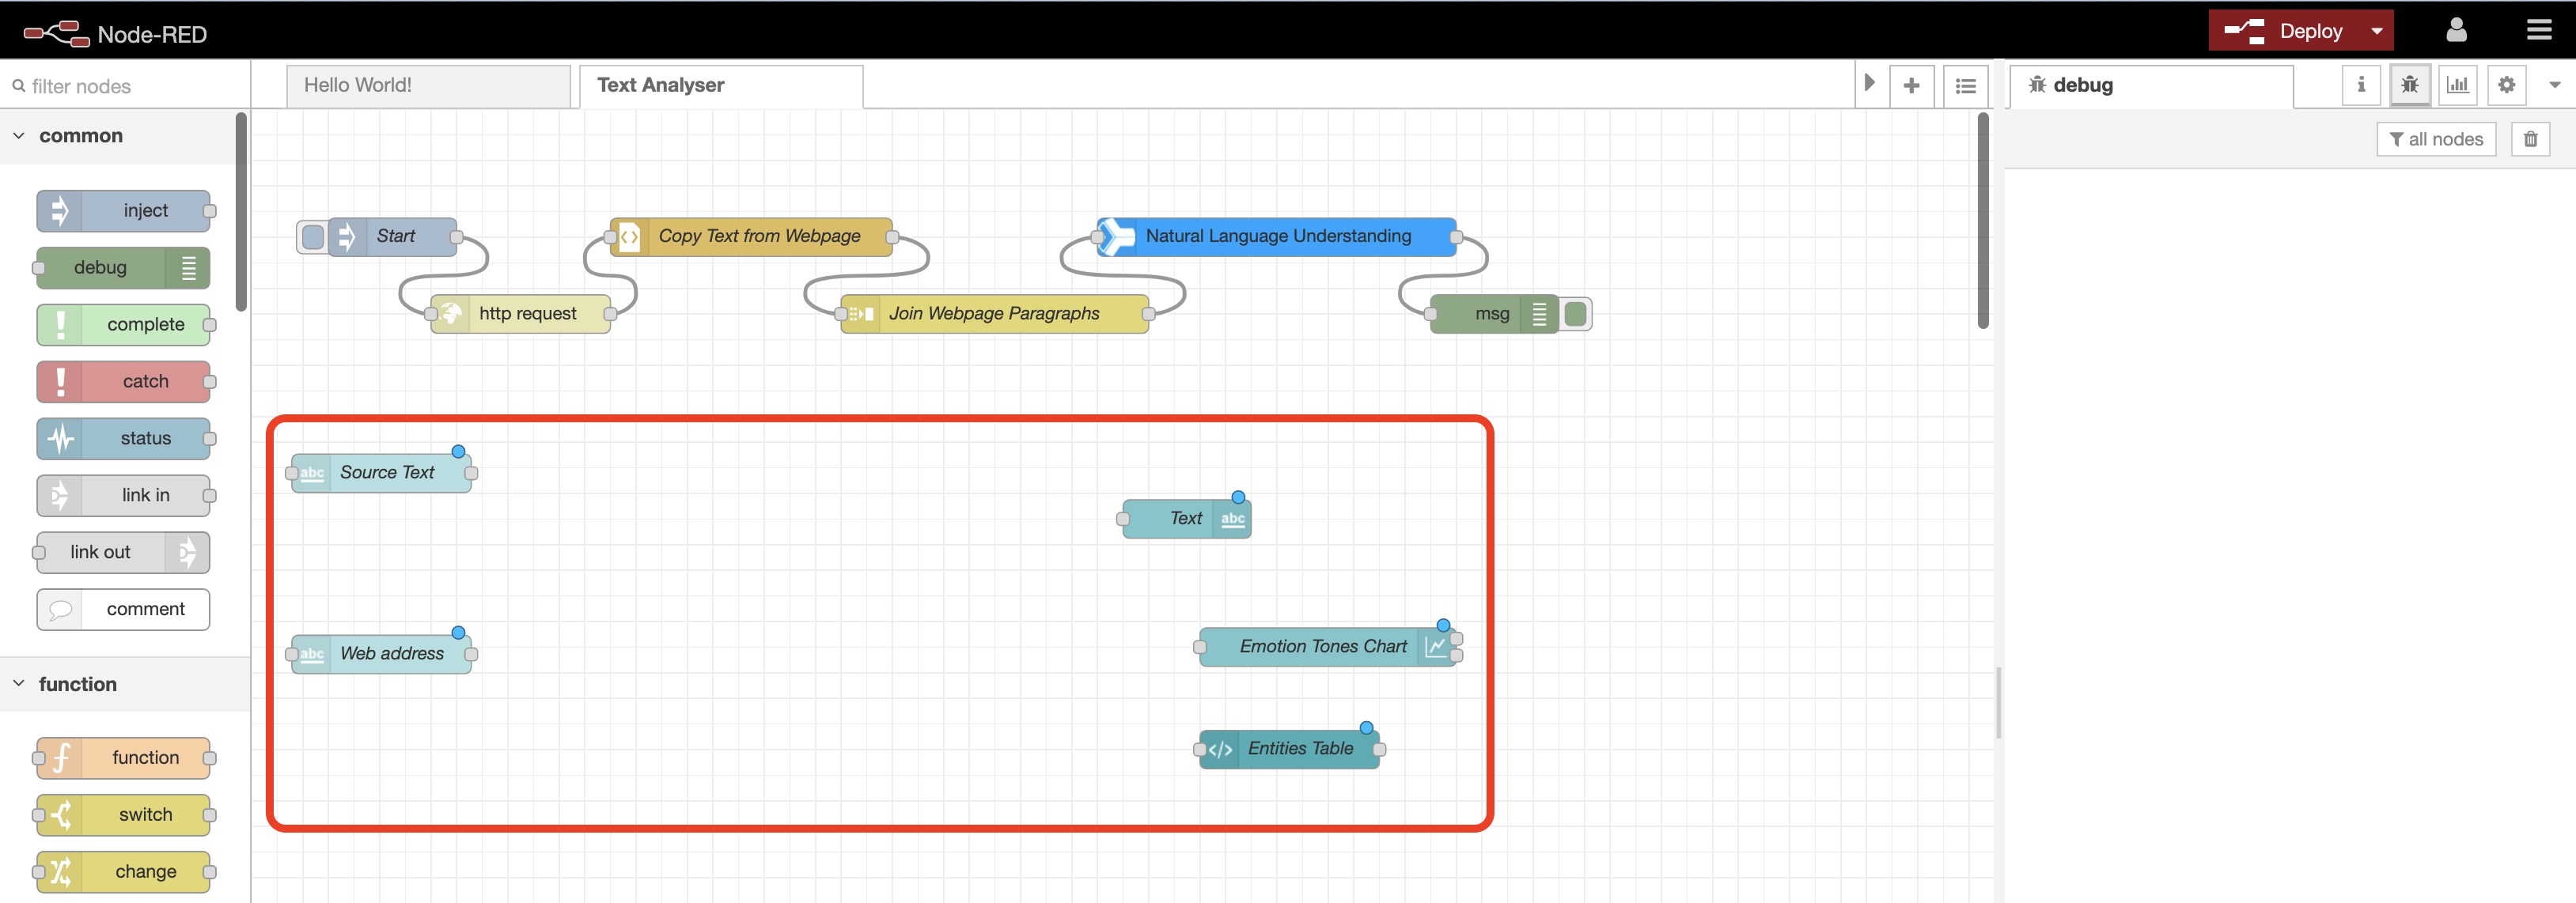 Node-RED
Deploy
filter nodes
Hello World!
Text Analyser
debug
i
all nodes
common
inject
debug
complete
catch
status
link in
link out
comment
function
function
switch
change
Start
Copy Text from Webpage
Natural Language Understanding
http request
Join Webpage Paragraphs
msg
abc Source Text
Text abc
abc Web address
Emotion Tones Chart
</> Entities Table